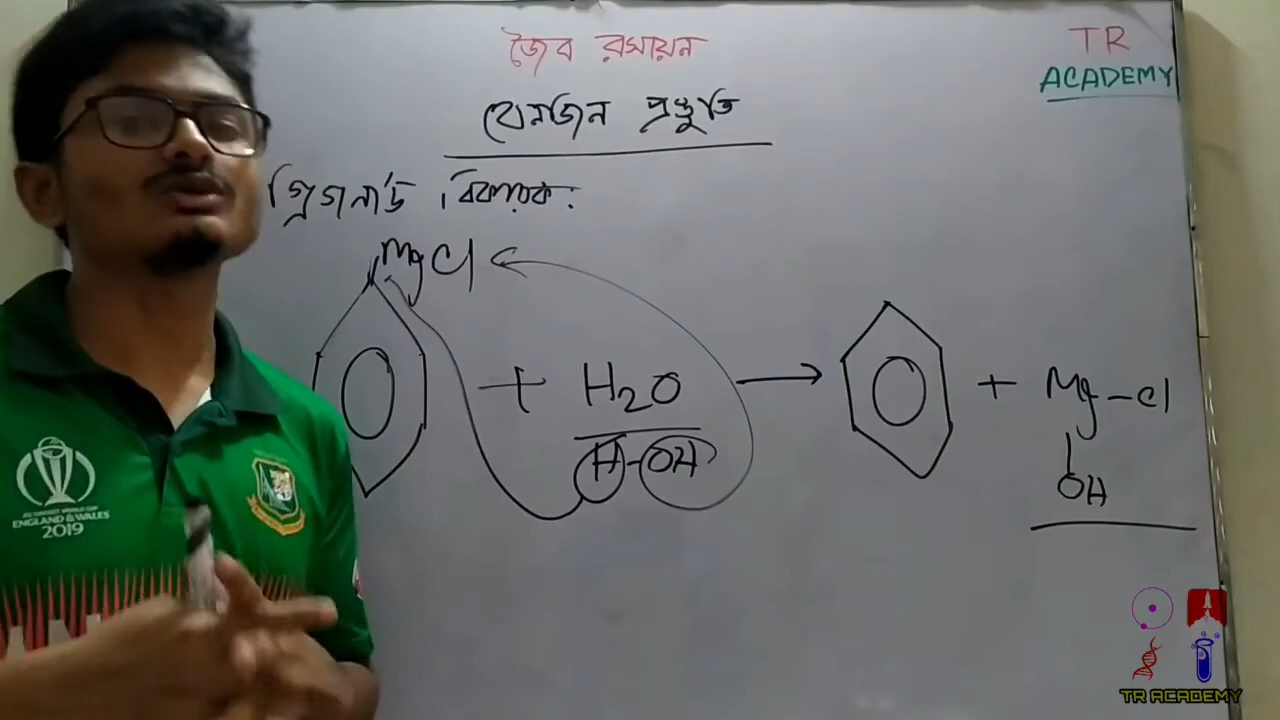 জৈব রসায়ন
TR
ACADEMY
বেনজিন প্রস্তুতি
গ্রিগনার্ড বিকারক:
MgCl
+ H2O → + Mg-Cl
H-OH
OH
ENGLAND & WALES
2019
TR ACADEMY